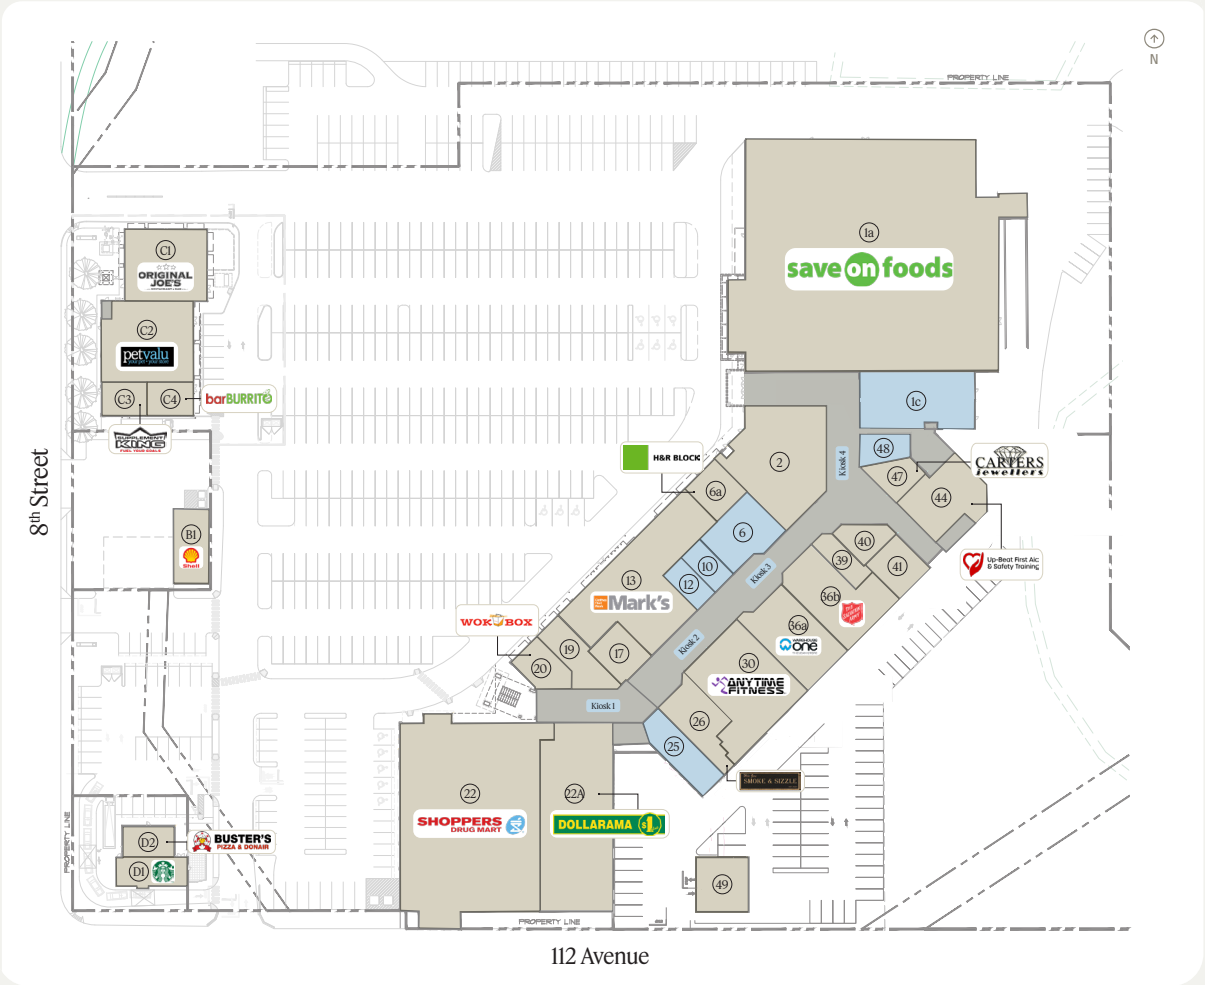 N
PROPERTY LINE
1a
save on foods
C1
ORIGINAL
JOE'S
C2
petvalu
C3
C4
barBURRITO
SUPPLEMENT
KING
FUEL YOUR GOALS
1c
H&R BLOCK
2
Kiosk 4
48
47
CARTERS
jewellers
6a
44
8th Street
B1
Shell
6
40
39
41
Up-Beat First Aid
& Safety Training
10
12
Kiosk 3
13
Mark's
36b
WOK BOX
36a
WAREHOUSE
one
19
17
Kiosk 2
20
30
ANYTIME
FITNESS
Kiosk 1
26
25
SMOKE & SIZZLE
22
22A
SHOPPERS
DRUG MART
DOLLARAMA $1
D2
BUSTER'S
PIZZA & DONAIR
D1
49
PROPERTY LINE
PROPERTY LINE
112 Avenue